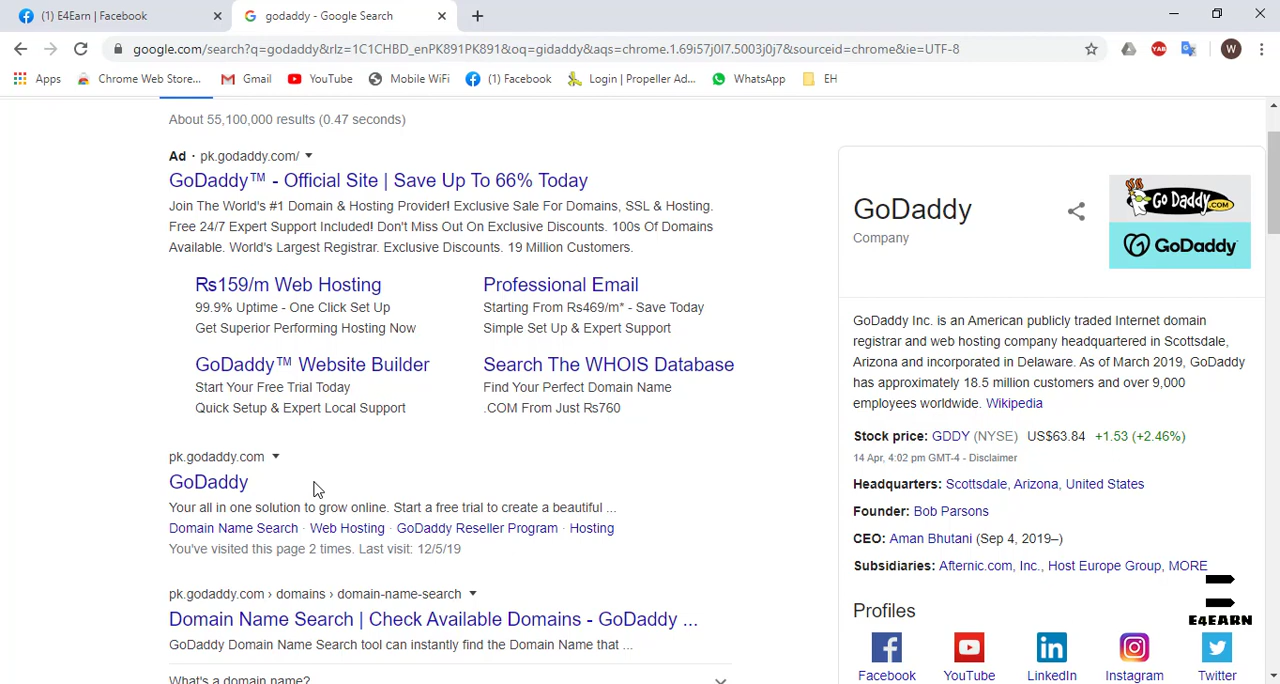 (1) E4Earn | Facebook
godaddy - Google Search
google.com/search?q=godaddy&rlz=1C1CHBD_enPK891PK891&oq=gidaddy&aqs=chrome.1.69i57j0l7.5003j0j7&sourceid=chrome&ie=UTF-8
YAB
W
Apps
Chrome Web Store...
Gmail
YouTube
Mobile WiFi
(1) Facebook
Login | Propeller Ad...
WhatsApp
EH
About 55,100,000 results (0.47 seconds)
Ad · pk.godaddy.com/
GoDaddy™ - Official Site | Save Up To 66% Today
Join The World's #1 Domain & Hosting Provider! Exclusive Sale For Domains, SSL & Hosting.
Free 24/7 Expert Support Included! Don't Miss Out On Exclusive Discounts. 100s Of Domains
Available. World's Largest Registrar. Exclusive Discounts. 19 Million Customers.
Rs159/m Web Hosting
99.9% Uptime - One Click Set Up
Get Superior Performing Hosting Now
Professional Email
Starting From Rs469/m* - Save Today
Simple Set Up & Expert Support
GoDaddy™ Website Builder
Start Your Free Trial Today
Quick Setup & Expert Local Support
Search The WHOIS Database
Find Your Perfect Domain Name
.COM From Just Rs760
pk.godaddy.com
GoDaddy
Your all in one solution to grow online. Start a free trial to create a beautiful ...
Domain Name Search · Web Hosting · GoDaddy Reseller Program · Hosting
You've visited this page 2 times. Last visit: 12/5/19
pk.godaddy.com › domains › domain-name-search
Domain Name Search | Check Available Domains - GoDaddy ...
GoDaddy Domain Name Search tool can instantly find the Domain Name that ...
What's a domain name?
GoDaddy
Company
Go Daddy.COM
GoDaddy
GoDaddy Inc. is an American publicly traded Internet domain
registrar and web hosting company headquartered in Scottsdale,
Arizona and incorporated in Delaware. As of March 2019, GoDaddy
has approximately 18.5 million customers and over 9,000
employees worldwide. Wikipedia
Stock price: GDDY (NYSE) US$63.84 +1.53 (+2.46%)
14 Apr, 4:02 pm GMT-4 - Disclaimer
Headquarters: Scottsdale, Arizona, United States
Founder: Bob Parsons
CEO: Aman Bhutani (Sep 4, 2019–)
Subsidiaries: Afternic.com, Inc., Host Europe Group, MORE
Profiles
E4EARN
Facebook
YouTube
LinkedIn
Instagram
Twitter